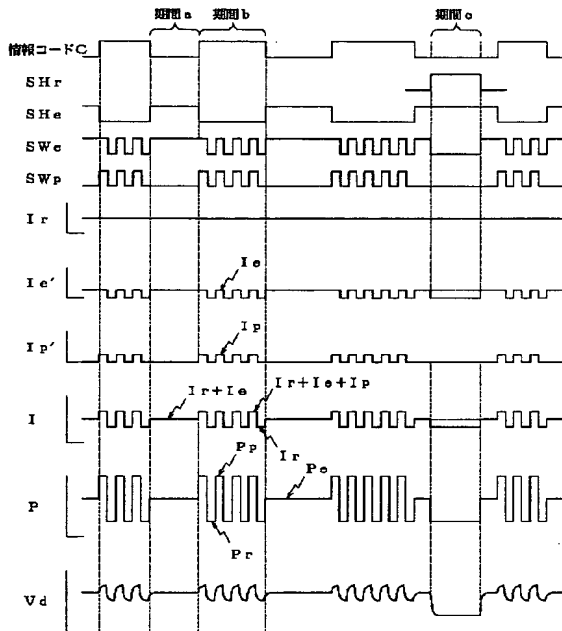 期間a 期間b 期間c
情報コードC
SHr
SHe
SWe
SWp
Ir
Ie'
Ie
Ip'
Ip
I
Ir+Ie
Ir+Ie+Ip
Ir
P
Pp
Pe
Pr
Vd